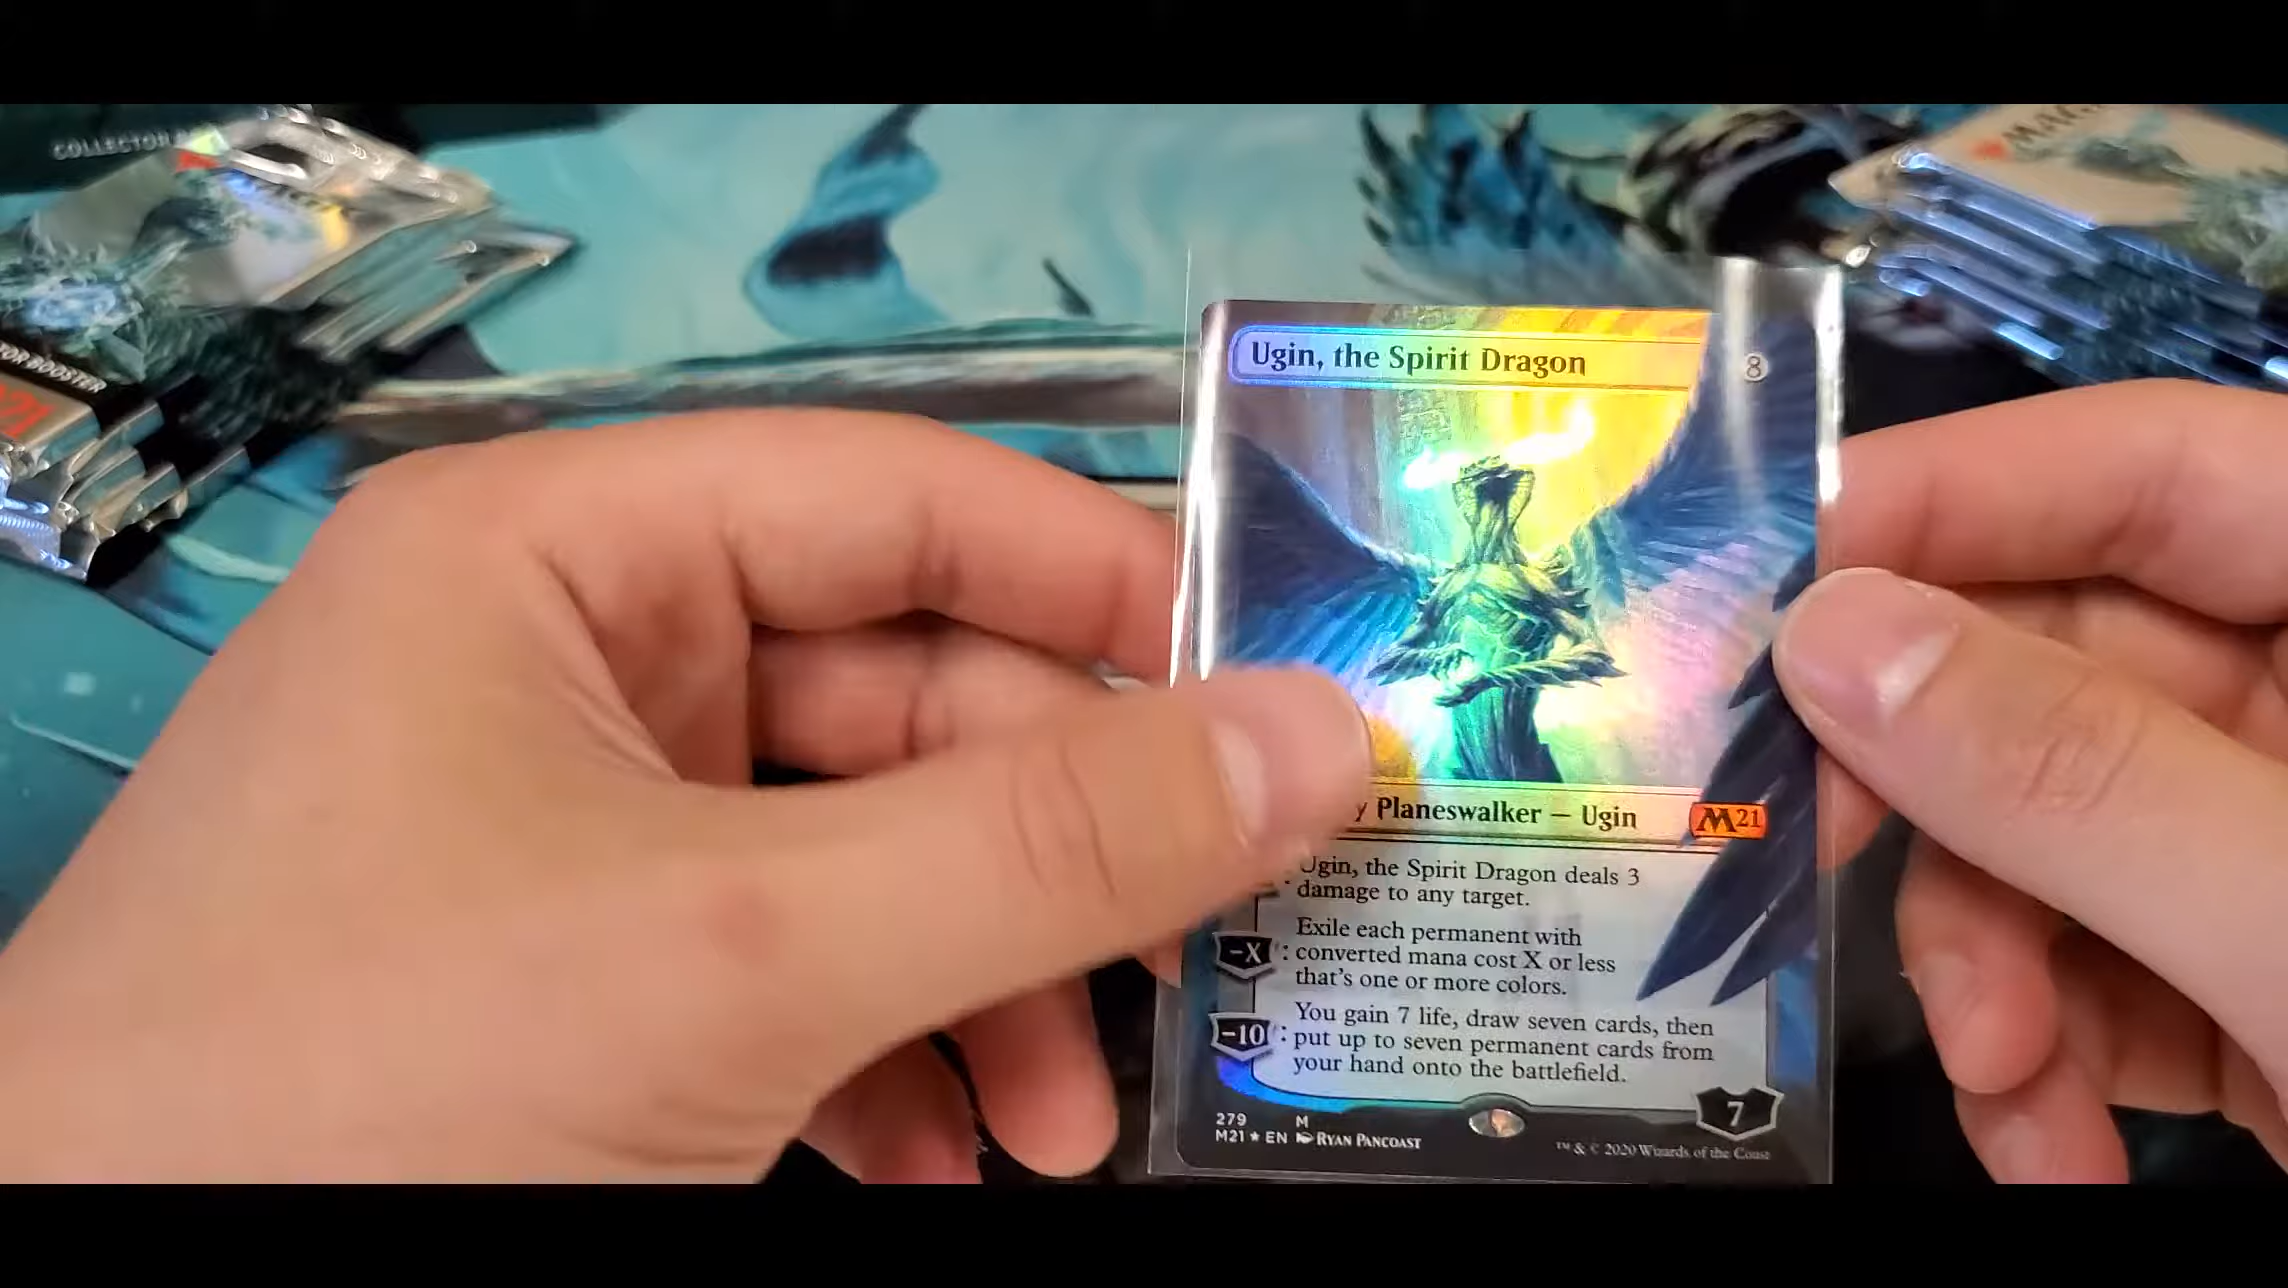 COLLECTOR
MAGIC
BOOSTER
21
Ugin, the Spirit Dragon
8
y Planeswalker — Ugin
M21
Ugin, the Spirit Dragon deals 3
damage to any target.
Exile each permanent with
−X: converted mana cost X or less
that's one or more colors.
You gain 7 life, draw seven cards, then
−10: put up to seven permanent cards from
your hand onto the battlefield.
7
279 M
M21 ★ EN RYAN PANCOAST
™ & © 2020 Wizards of the Coast